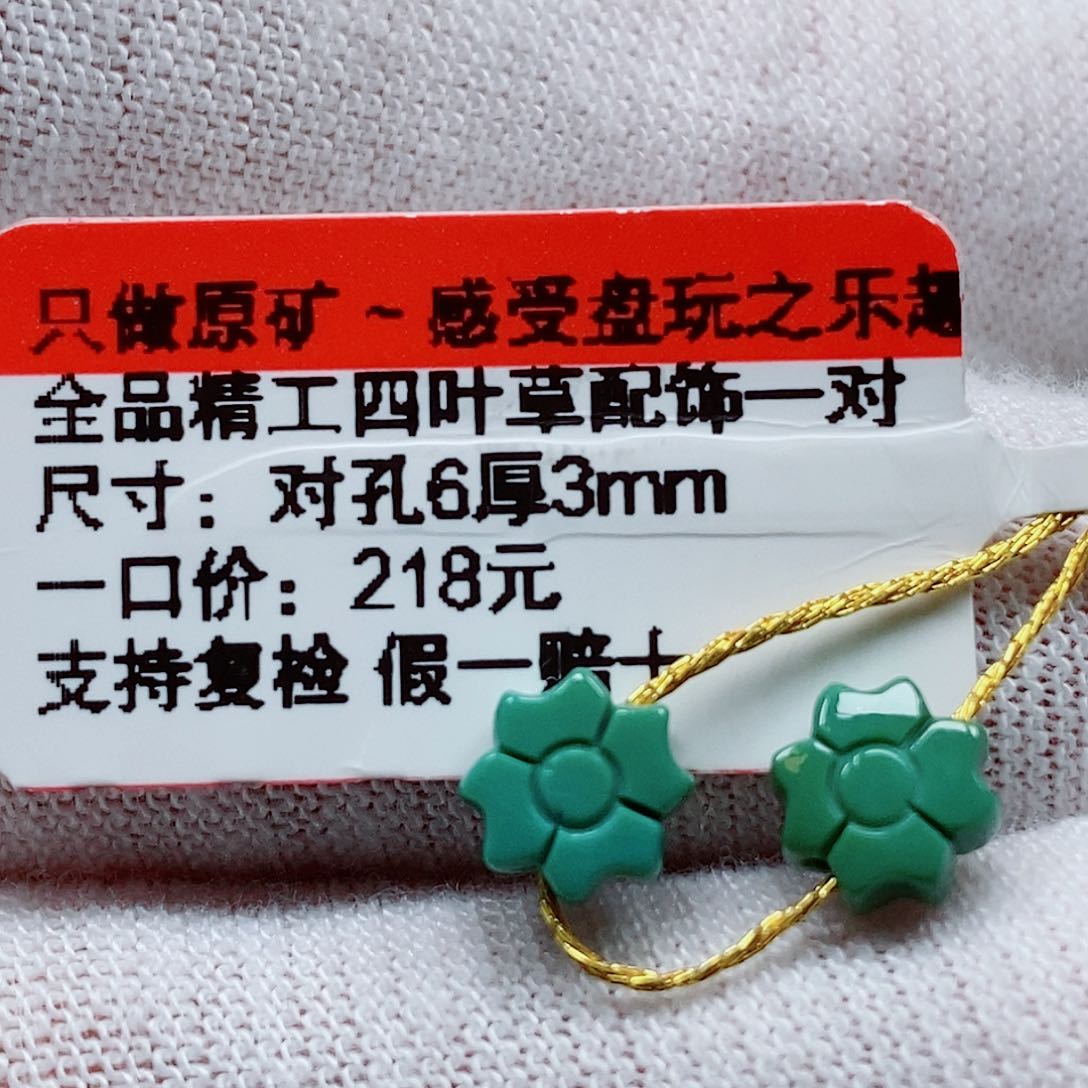 只做原矿~感受盘玩之乐趣
全品精工四叶草配饰一对
尺寸：对孔6厚3mm
一口价：218元
支持复检 假一赔十